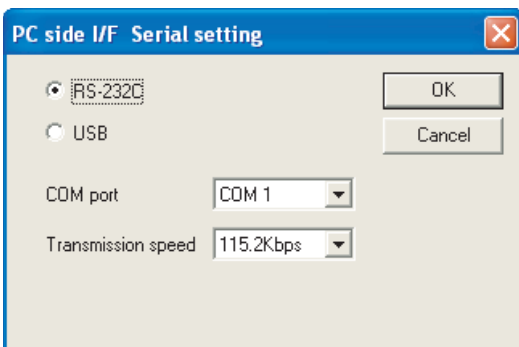 PC side I/F Serial setting
RS-232C
OK
USB
Cancel
COM port
COM 1
Transmission speed
115.2Kbps